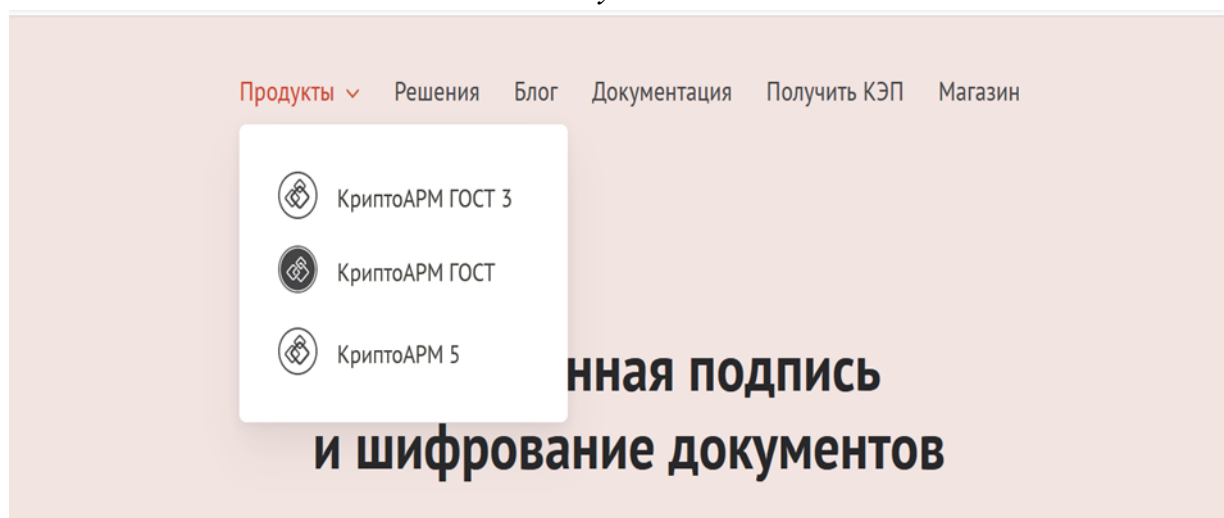 Продукты Решения Блог Документация Получить КЭП Магазин
КриптоАРМ ГОСТ 3
КриптоАРМ ГОСТ
КриптоАРМ 5
нная подпись
и шифрование документов